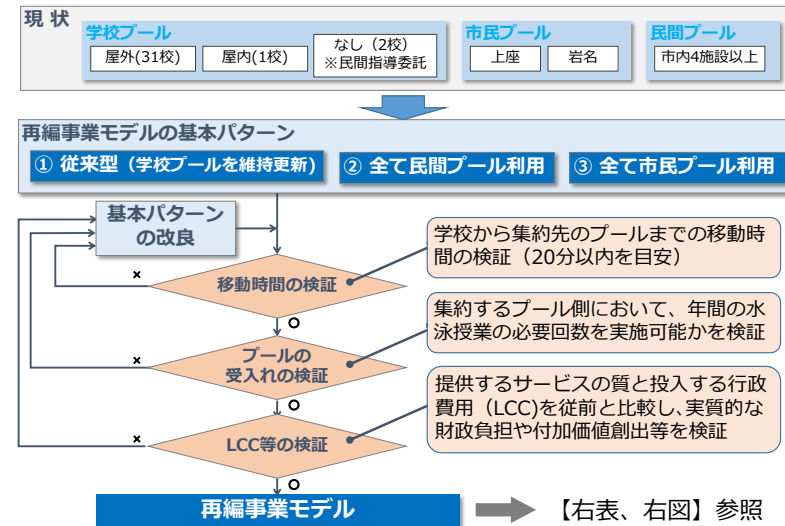 現 状
学校プール
屋外(31校)
屋内(1校)
なし（2校）
※民間指導委託
市民プール
上座
岩名
民間プール
市内4施設以上
再編事業モデルの基本パターン
① 従来型（学校プールを維持更新)
② 全て民間プール利用
③ 全て市民プール利用
基本パターン
の改良
学校から集約先のプールまでの移動時
間の検証（20分以内を目安）
×
移動時間の検証
○
集約するプール側において、年間の水
泳授業の必要回数を実施可能かを検証
×
プールの
受入れの検証
○
提供するサービスの質と投入する行政
費用（LCC)を従前と比較し、実質的な
財政負担や付加価値創出等を検証
×
LCC等の検証
○
再編事業モデル
【右表、右図】参照